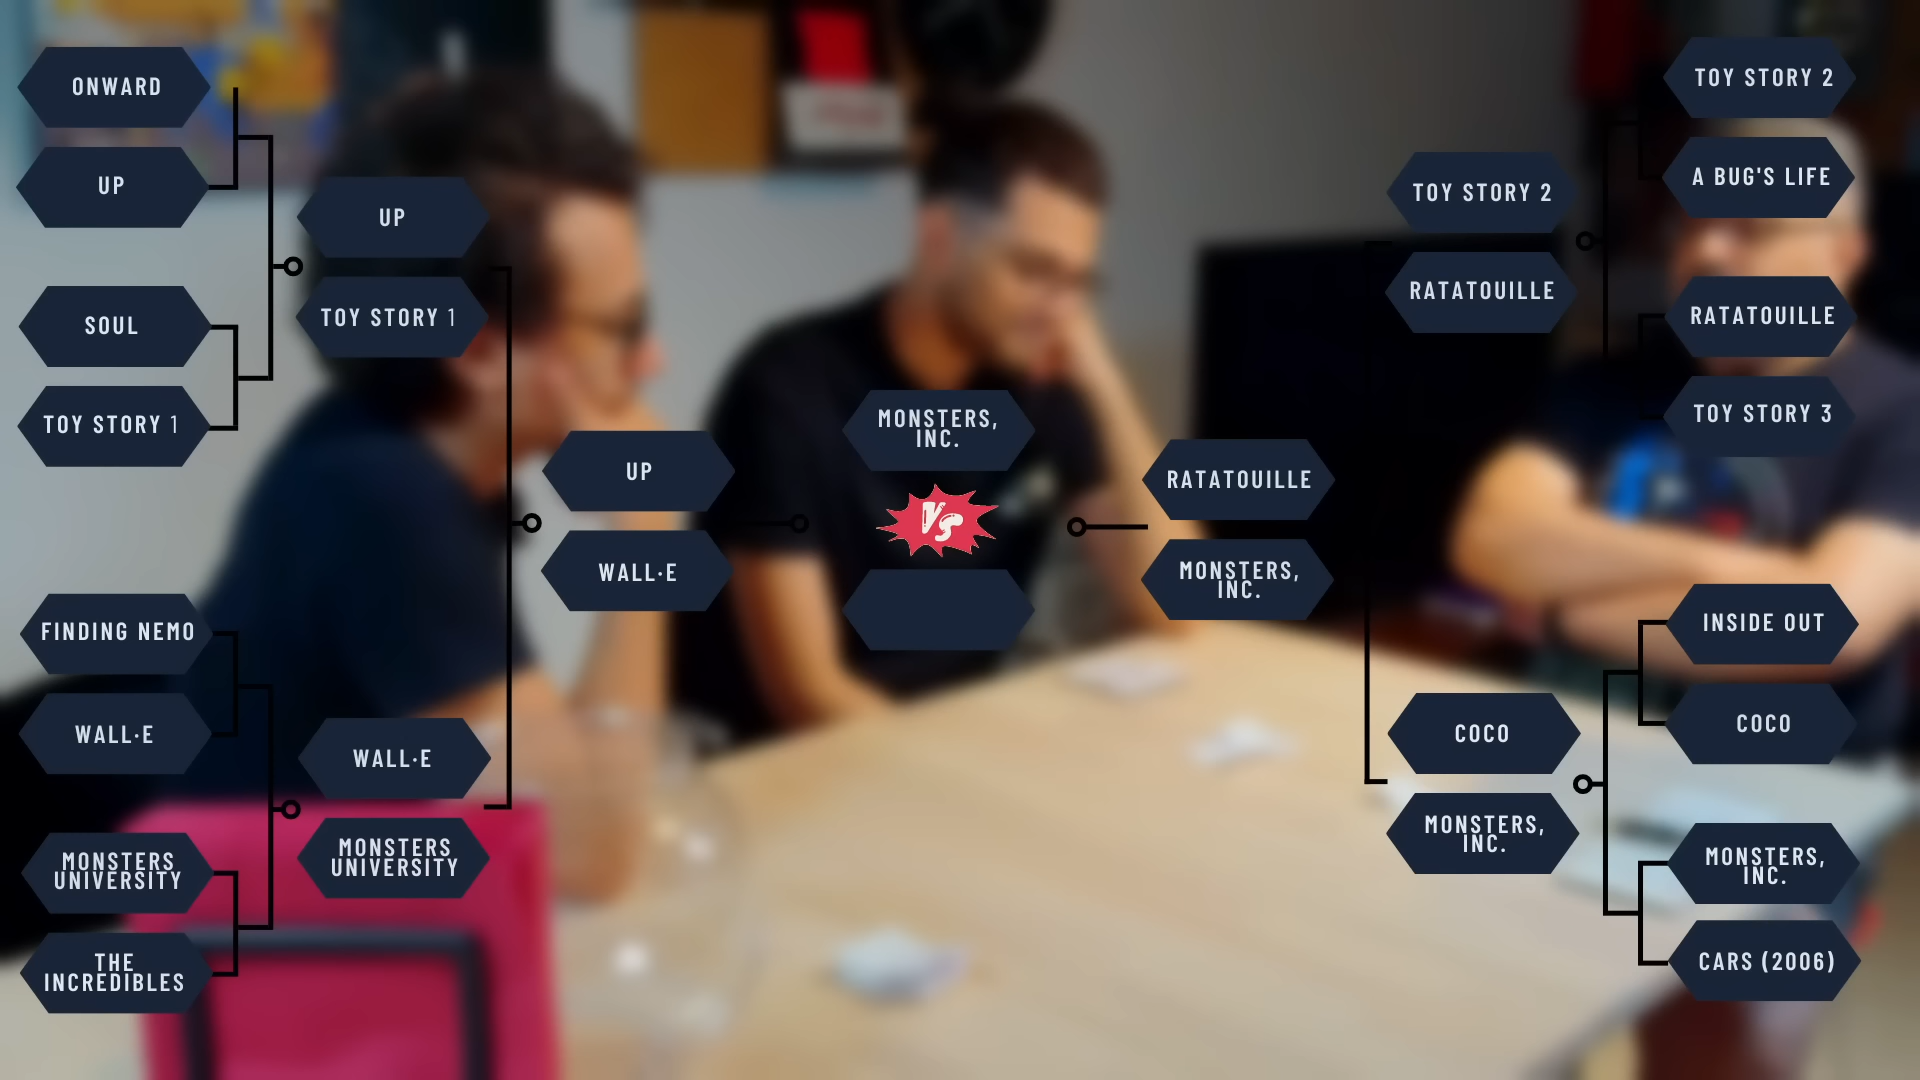 ONWARD
UP
SOUL
TOY STORY 1
FINDING NEMO
WALL·E
MONSTERS
UNIVERSITY
THE
INCREDIBLES
UP
TOY STORY 1
WALL·E
MONSTERS
UNIVERSITY
UP
WALL·E
MONSTERS,
INC.
VS
RATATOUILLE
MONSTERS,
INC.
TOY STORY 2
RATATOUILLE
COCO
MONSTERS,
INC.
TOY STORY 2
A BUG'S LIFE
RATATOUILLE
TOY STORY 3
INSIDE OUT
COCO
MONSTERS,
INC.
CARS (2006)